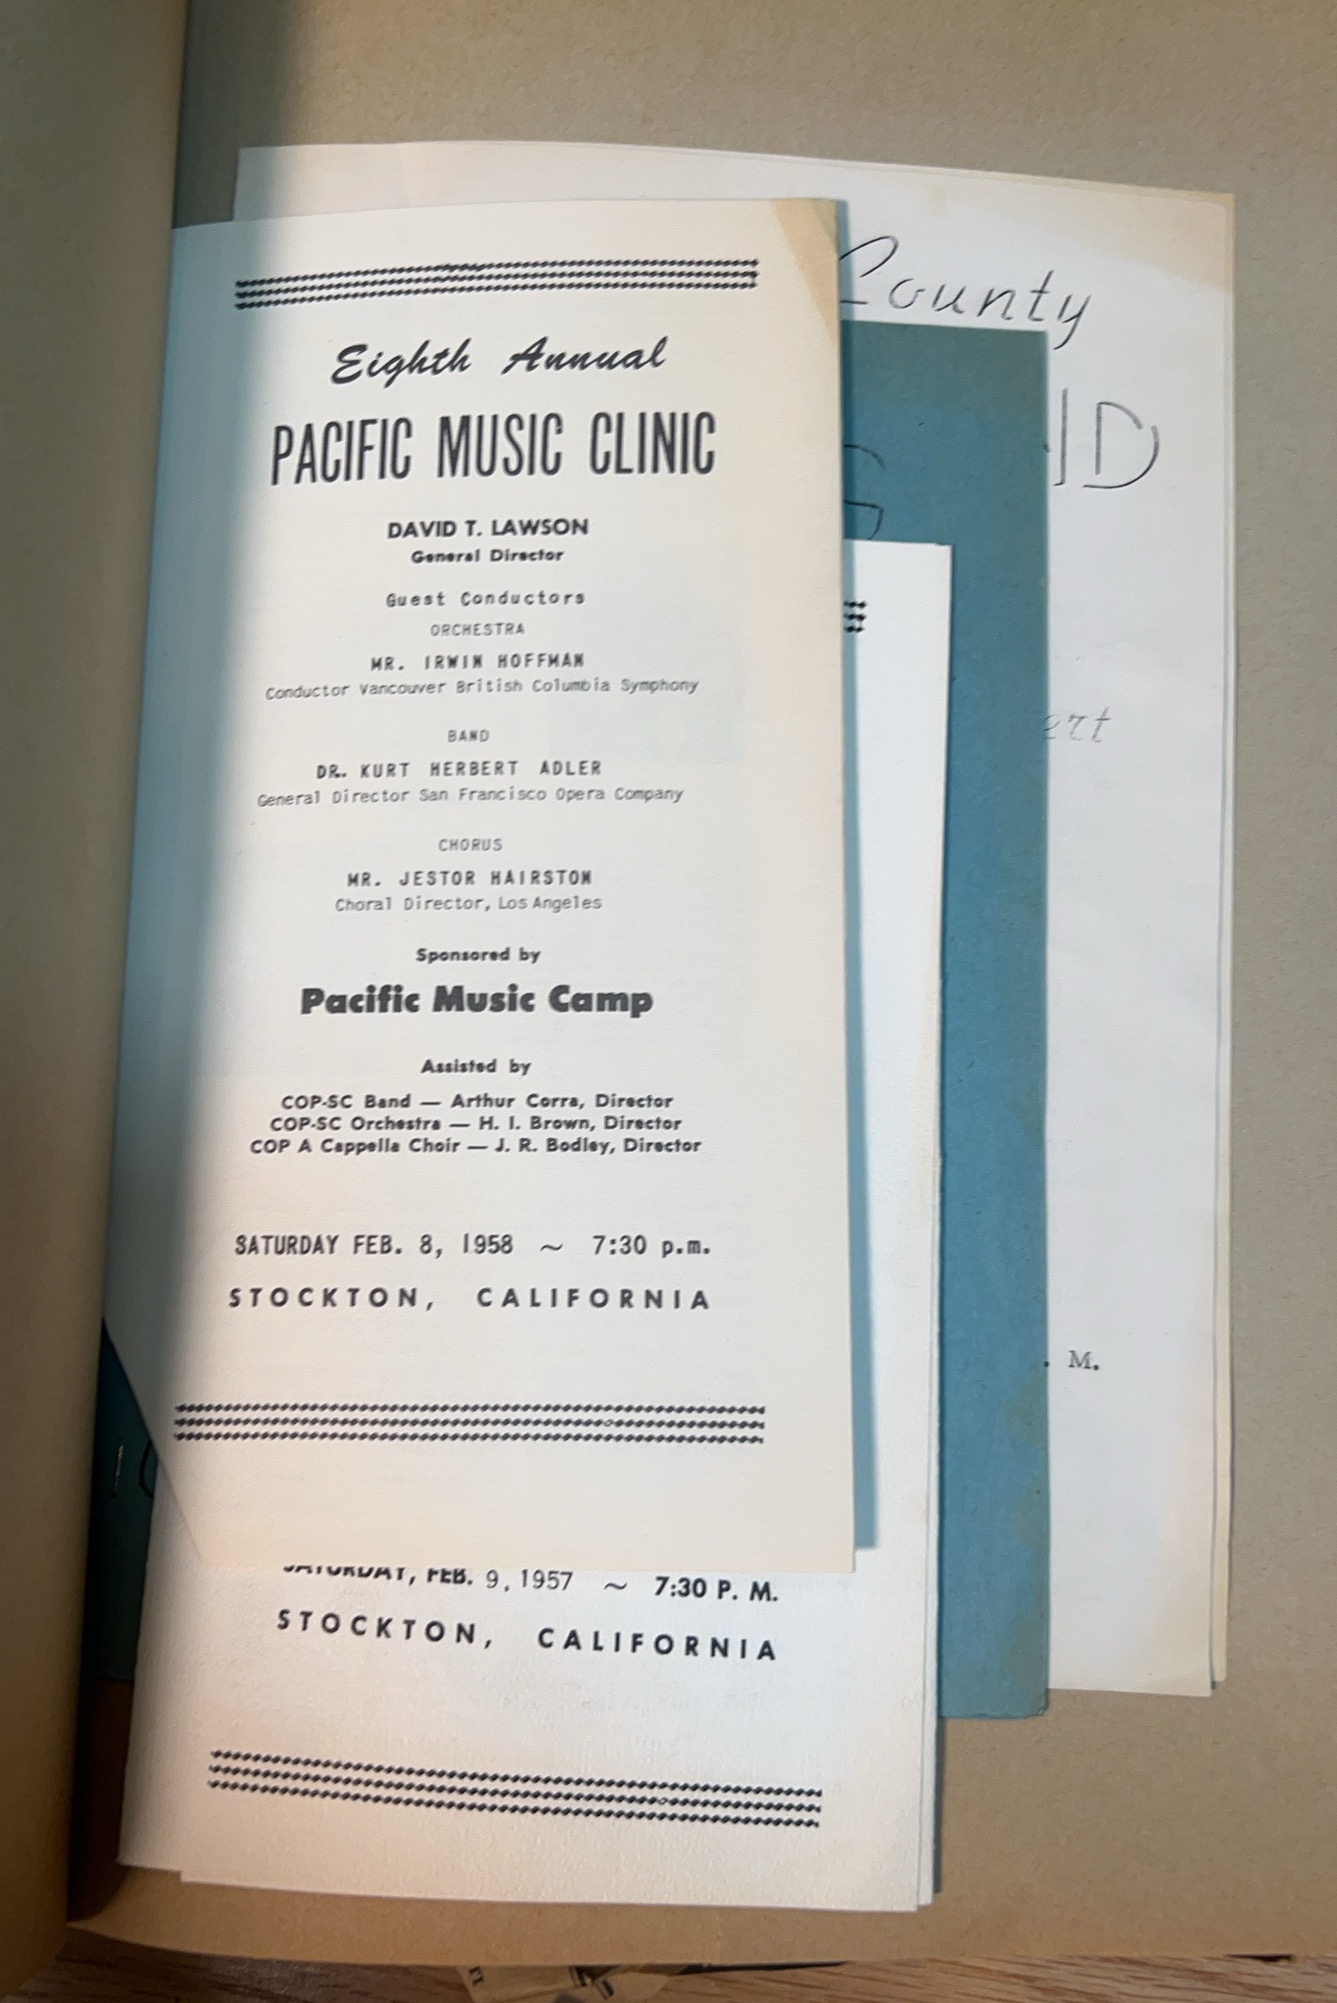 Eighth Annual
PACIFIC MUSIC CLINIC
DAVID T. LAWSON
General Director
Guest Conductors
ORCHESTRA
MR. IRWIN HOFFMAN
Conductor Vancouver British Columbia Symphony
BAND
DR. KURT HERBERT ADLER
General Director San Francisco Opera Company
CHORUS
MR. JESTOR HAIRSTON
Choral Director, Los Angeles
Sponsored by
Pacific Music Camp
Assisted by
COP-SC Band — Arthur Corra, Director
COP-SC Orchestra — H. I. Brown, Director
COP A Cappella Choir — J. R. Bodley, Director
SATURDAY FEB. 8, 1958 ~ 7:30 p.m.
STOCKTON, CALIFORNIA
SATURDAY, FEB. 9, 1957 ~ 7:30 P. M.
STOCKTON, CALIFORNIA
County
M.